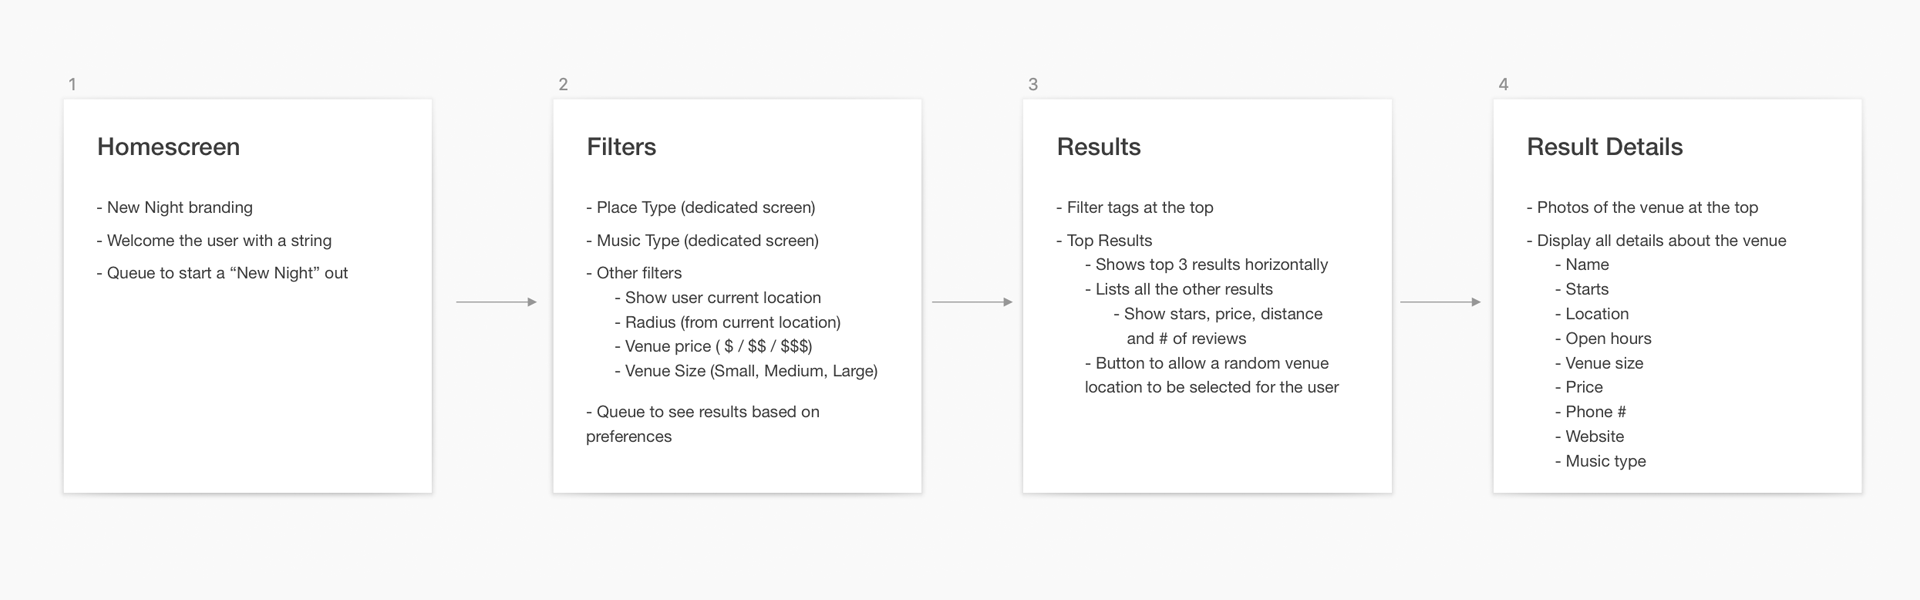 1
Homescreen
- New Night branding
- Welcome the user with a string
- Queue to start a “New Night” out
2
Filters
- Place Type (dedicated screen)
- Music Type (dedicated screen)
- Other filters
- Show user current location
- Radius (from current location)
- Venue price ( $ / $$ / $$$)
- Venue Size (Small, Medium, Large)
- Queue to see results based on
preferences
3
Results
- Filter tags at the top
- Top Results
- Shows top 3 results horizontally
- Lists all the other results
- Show stars, price, distance
and # of reviews
- Button to allow a random venue
location to be selected for the user
4
Result Details
- Photos of the venue at the top
- Display all details about the venue
- Name
- Starts
- Location
- Open hours
- Venue size
- Price
- Phone #
- Website
- Music type